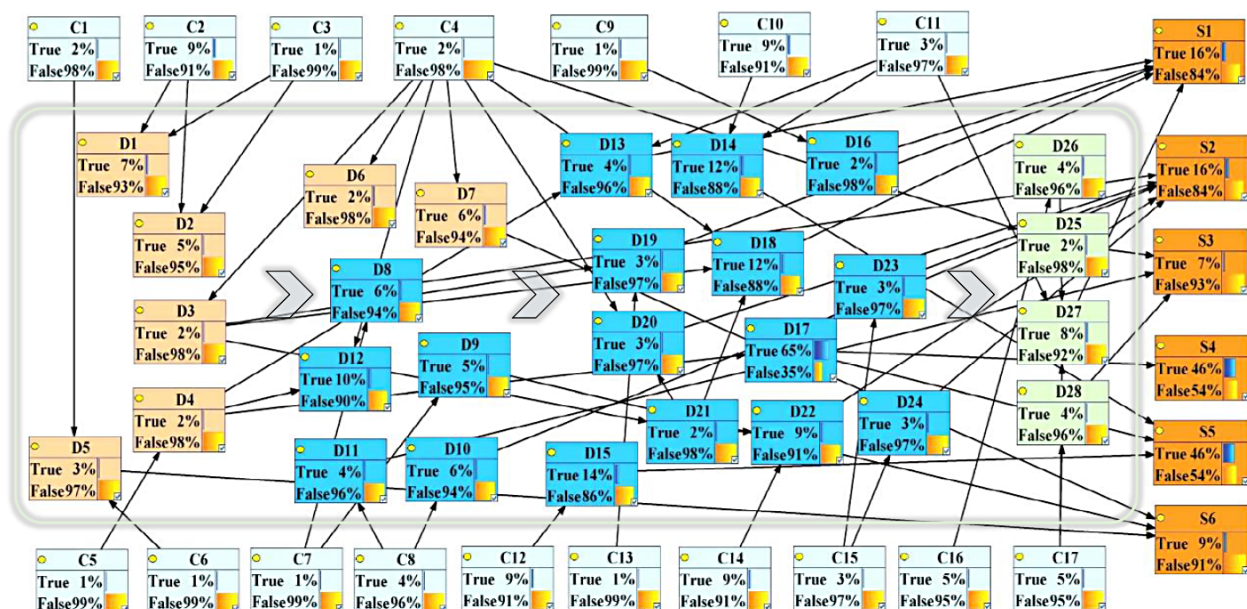 C1
True 2%
False98%
C2
True 9%
False91%
C3
True 1%
False99%
C4
True 2%
False98%
C9
True 1%
False99%
C10
True 9%
False91%
C11
True 3%
False97%
S1
True 16%
False84%
D1
True 7%
False93%
D13
True 4%
False96%
D14
True 12%
False88%
D16
True 2%
False98%
D26
True 4%
False96%
S2
True 16%
False84%
D6
True 2%
False98%
D7
True 6%
False94%
D2
True 5%
False95%
D19
True 3%
False97%
D18
True 12%
False88%
D25
True 2%
False98%
S3
True 7%
False93%
D8
True 6%
False94%
D23
True 3%
False97%
D3
True 2%
False98%
D20
True 3%
False97%
D17
True 65%
False35%
D27
True 8%
False92%
D12
True 10%
False90%
D9
True 5%
False95%
S4
True 46%
False54%
D4
True 2%
False98%
D21
True 2%
False98%
D22
True 9%
False91%
D24
True 3%
False97%
D28
True 4%
False96%
D5
True 3%
False97%
D11
True 4%
False96%
D10
True 6%
False94%
D15
True 14%
False86%
S5
True 46%
False54%
S6
True 9%
False91%
C5
True 1%
False99%
C6
True 1%
False99%
C7
True 1%
False99%
C8
True 4%
False96%
C12
True 9%
False91%
C13
True 1%
False99%
C14
True 9%
False91%
C15
True 3%
False97%
C16
True 5%
False95%
C17
True 5%
False95%